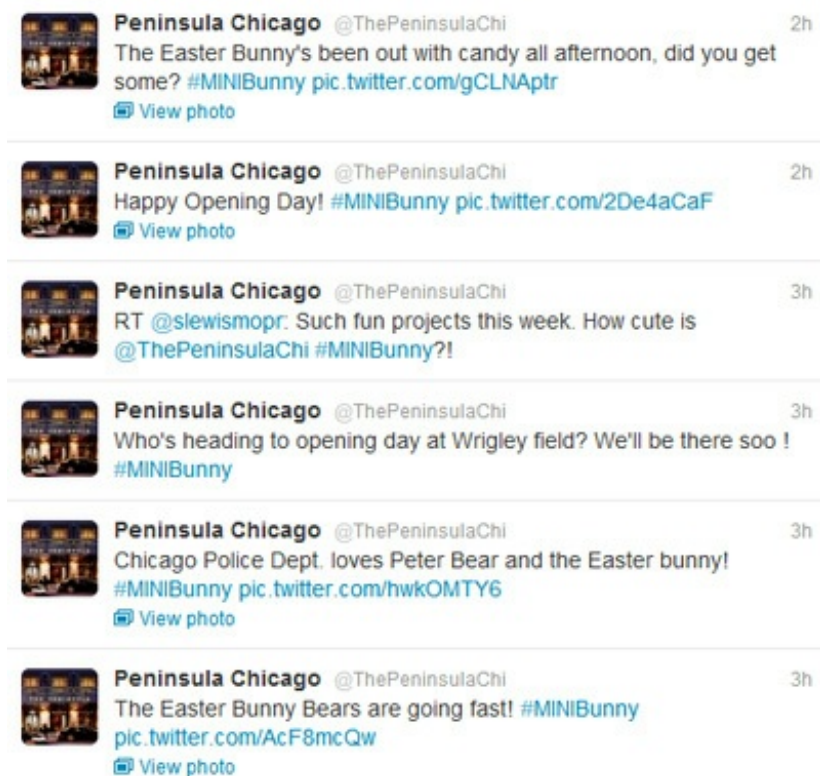 Peninsula Chicago @ThePeninsulaChi 2h
The Easter Bunny's been out with candy all afternoon, did you get
some? #MINIBunny pic.twitter.com/gCLNAptr
View photo
Peninsula Chicago @ThePeninsulaChi 2h
Happy Opening Day! #MINIBunny pic.twitter.com/2De4aCaF
View photo
Peninsula Chicago @ThePeninsulaChi 3h
RT @slewismopr: Such fun projects this week. How cute is
@ThePeninsulaChi #MINIBunny?!
Peninsula Chicago @ThePeninsulaChi 3h
Who's heading to opening day at Wrigley field? We'll be there soo !
#MINIBunny
Peninsula Chicago @ThePeninsulaChi 3h
Chicago Police Dept. loves Peter Bear and the Easter bunny!
#MINIBunny pic.twitter.com/hwkOMTY6
View photo
Peninsula Chicago @ThePeninsulaChi 3h
The Easter Bunny Bears are going fast! #MINIBunny
pic.twitter.com/AcF8mcQw
View photo